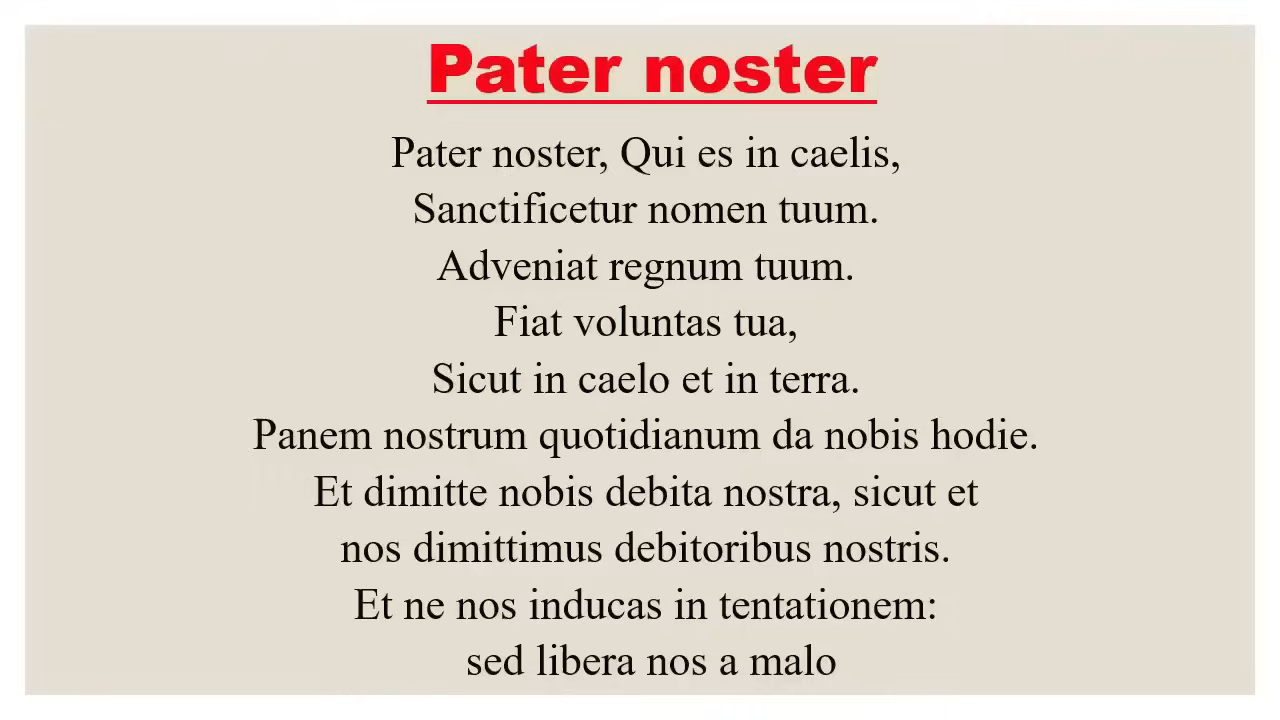 Pater noster
Pater noster, Qui es in caelis,
Sanctificetur nomen tuum.
Adveniat regnum tuum.
Fiat voluntas tua,
Sicut in caelo et in terra.
Panem nostrum quotidianum da nobis hodie.
Et dimitte nobis debita nostra, sicut et
nos dimittimus debitoribus nostris.
Et ne nos inducas in tentationem:
sed libera nos a malo